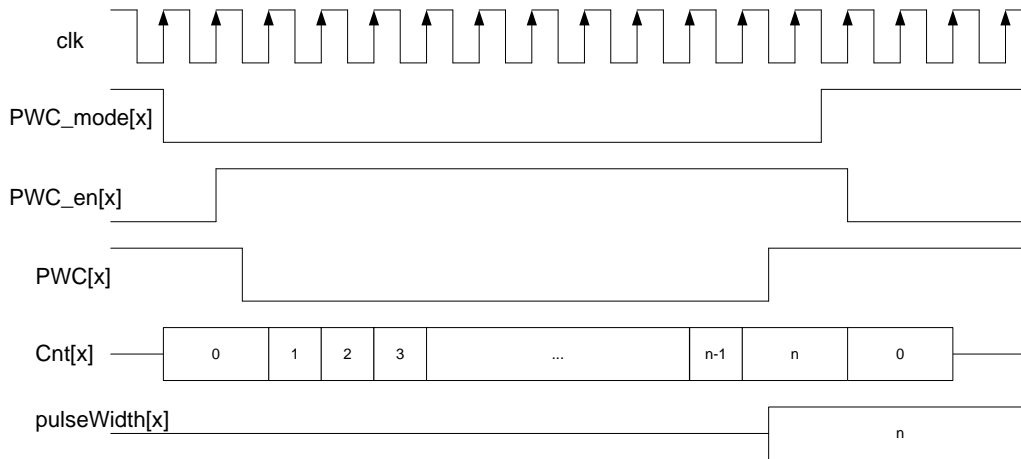 clk
PWC_mode[x]
PWC_en[x]
PWC[x]
Cnt[x] 0 1 2 3 ... n-1 n 0
pulseWidth[x] n